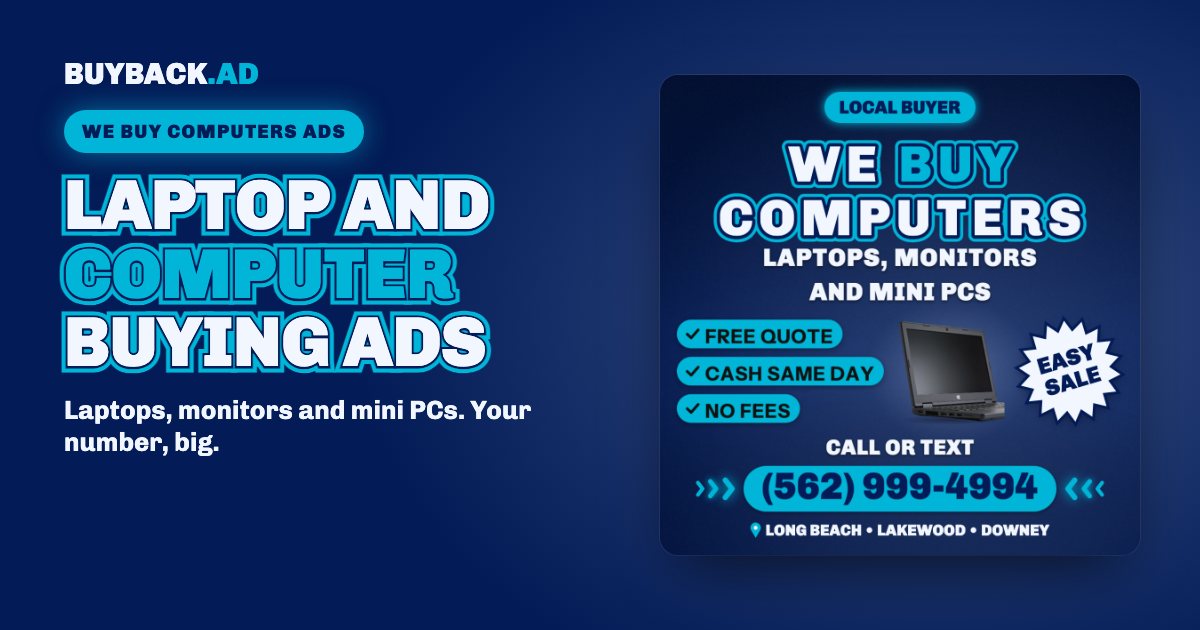 BUYBACK.AD
WE BUY COMPUTERS ADS
LAPTOP AND
COMPUTER
BUYING ADS
Laptops, monitors and mini PCs. Your
number, big.
LOCAL BUYER
WE BUY
COMPUTERS
LAPTOPS, MONITORS
AND MINI PCS
FREE QUOTE
CASH SAME DAY
NO FEES
EASY
SALE
CALL OR TEXT
(562) 999-4994
LONG BEACH • LAKEWOOD • DOWNEY